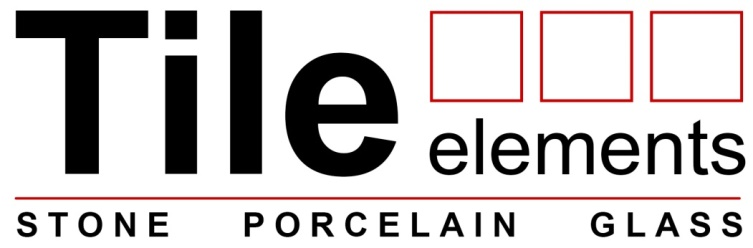 Tile
elements
STONE PORCELAIN GLASS